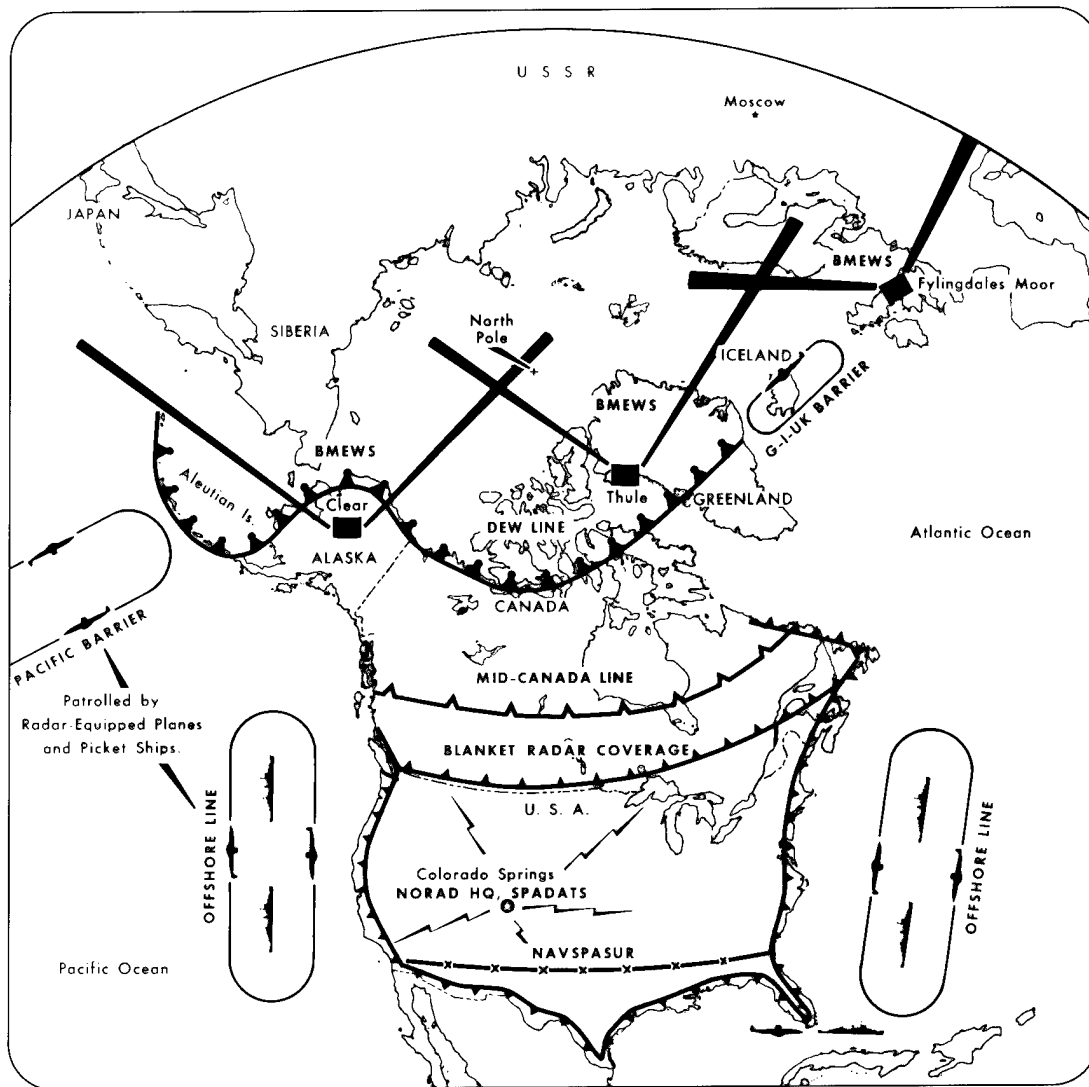 U S S R
Moscow
JAPAN
BMEWS
Fylingdales Moor
SIBERIA
North
Pole
ICELAND
G-I-UK BARRIER
BMEWS
BMEWS
Aleutian Is.
Clear
Thule
GREENLAND
DEW LINE
ALASKA
Atlantic Ocean
CANADA
PACIFIC BARRIER
MID-CANADA LINE
Patrolled by
Radar-Equipped Planes
and Picket Ships.
BLANKET RADAR COVERAGE
U. S. A.
OFFSHORE LINE
Colorado Springs
NORAD HQ, SPADATS
OFFSHORE LINE
NAVSPASUR
Pacific Ocean